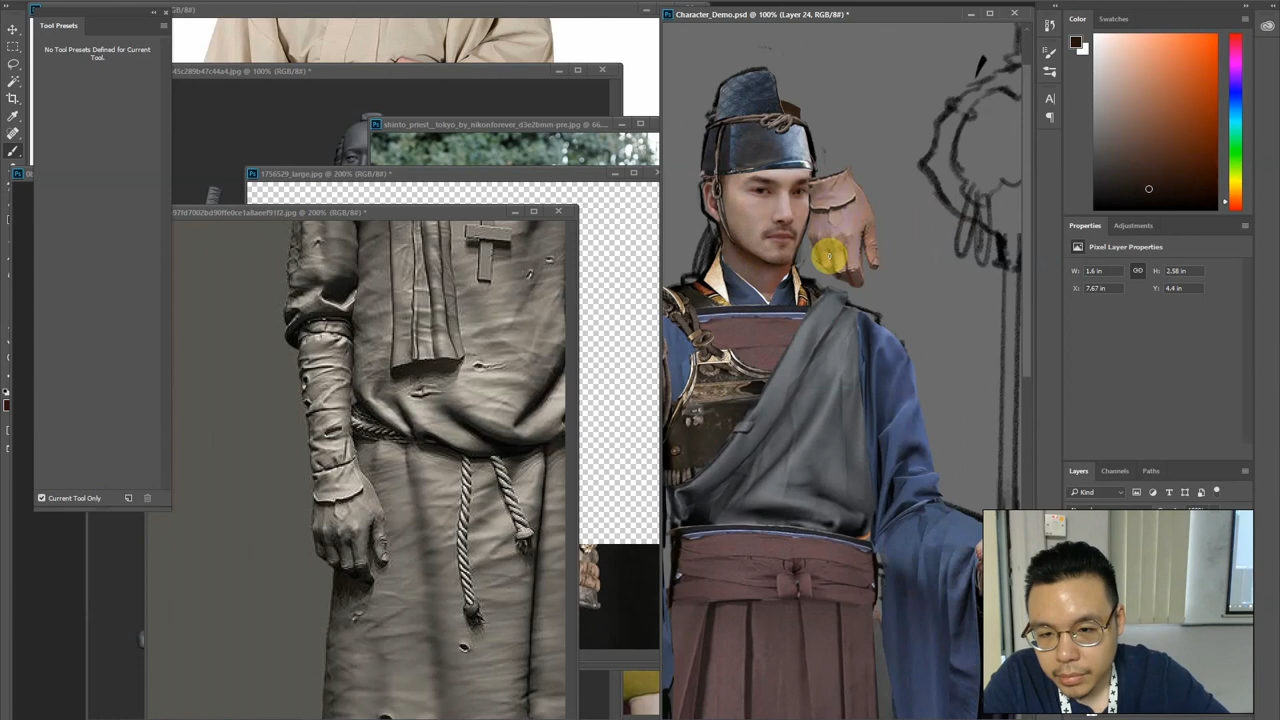 Tool Presets
No Tool Presets Defined for Current
Tool.
Current Tool Only
/RGB/8#)
45c289b47c44a4.jpg @ 100% (RGB/8#) *
shinto_priest__tokyo_by_nikonforever_d3e2bmm-pre.jpg @ 66....
1756529_large.jpg @ 200% (RGB/8#) *
97fd7002bd90ffe0ce1a8aeef91f2.jpg @ 200% (RGB/8#) *
Character_Demo.psd @ 100% (Layer 24, RGB/8#) *
Color
Swatches
Properties
Adjustments
Pixel Layer Properties
W: 1.6 in
H: 2.58 in
X: 7.67 in
Y: 4.4 in
Layers
Channels
Paths
Kind